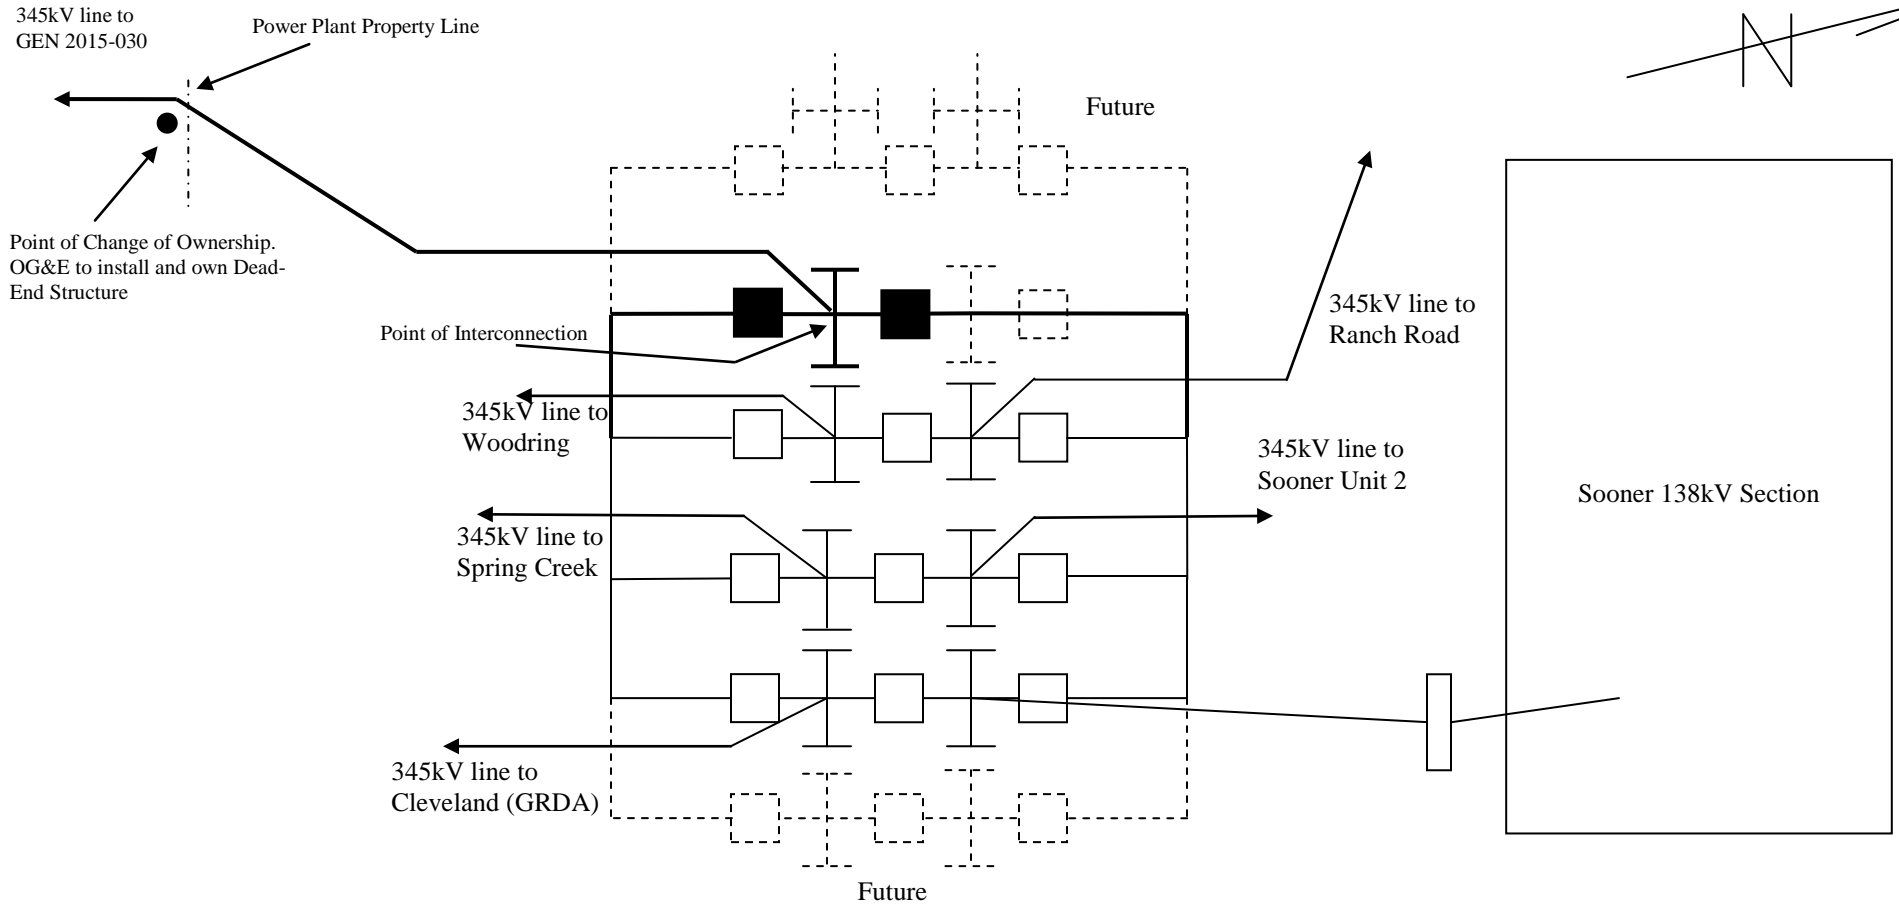 345kV line to
GEN 2015-030
Power Plant Property Line
N
Future
Point of Change of Ownership.
OG&E to install and own Dead-
End Structure
Point of Interconnection
345kV line to
Ranch Road
345kV line to
Woodring
345kV line to
Sooner Unit 2
Sooner 138kV Section
345kV line to
Spring Creek
345kV line to
Cleveland (GRDA)
Future